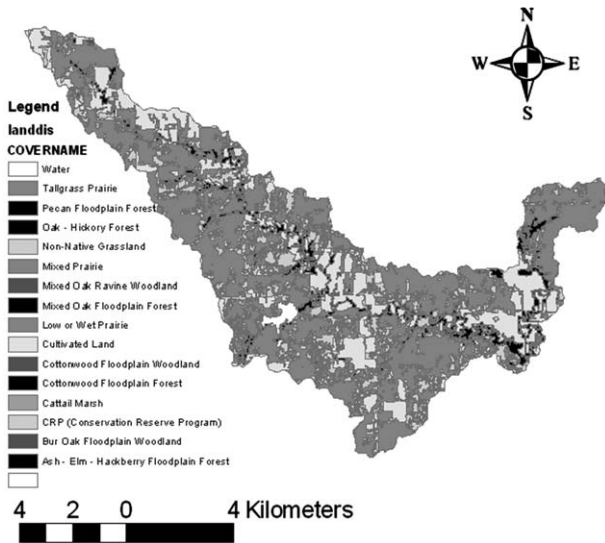 N
W E
S
Legend
landdis
COVERNAME
Water
Tallgrass Prairie
Pecan Floodplain Forest
Oak - Hickory Forest
Non-Native Grassland
Mixed Prairie
Mixed Oak Ravine Woodland
Mixed Oak Floodplain Forest
Low or Wet Prairie
Cultivated Land
Cottonwood Floodplain Woodland
Cottonwood Floodplain Forest
Cattail Marsh
CRP (Conservation Reserve Program)
Bur Oak Floodplain Woodland
Ash - Elm - Hackberry Floodplain Forest
4 2 0 4 Kilometers